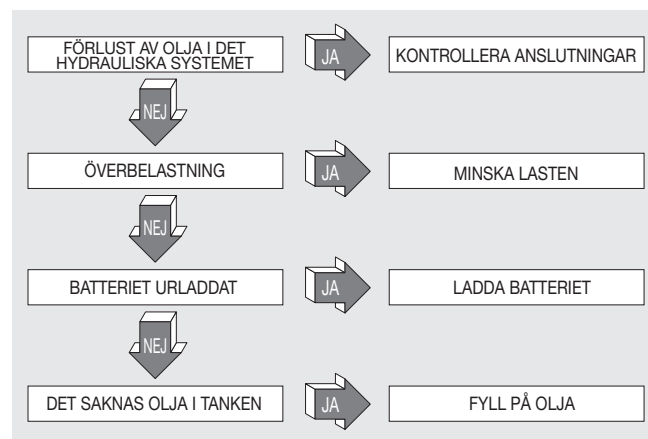 FÖRLUST AV OLJA I DET
HYDRAULISKA SYSTEMET
JA
KONTROLLERA ANSLUTNINGAR
NEJ
ÖVERBELASTNING
JA
MINSKA LASTEN
NEJ
BATTERIET URLADDAT
JA
LADDA BATTERIET
NEJ
DET SAKNAS OLJA I TANKEN
JA
FYLL PÅ OLJA